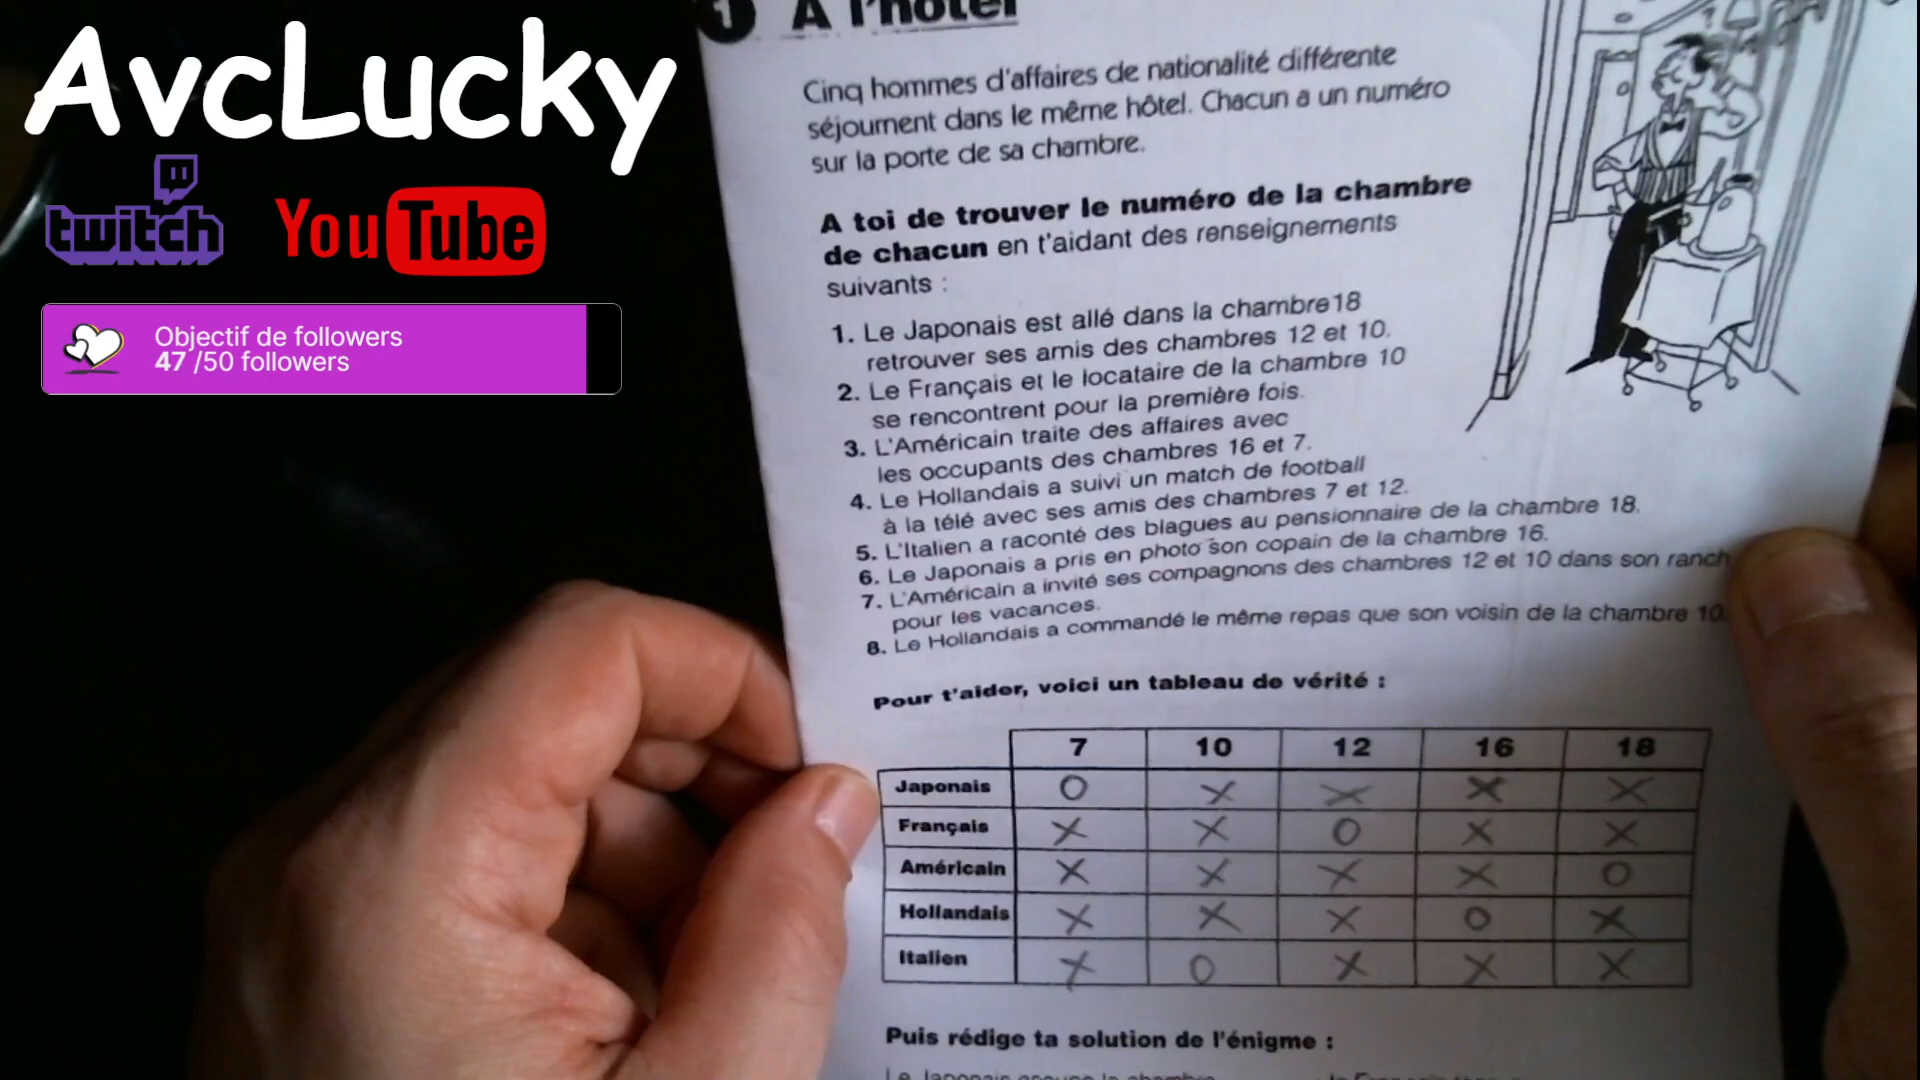 AvcLucky
twitch
YouTube
Objectif de followers
47 /50 followers
1 A l'hôtel
Cinq hommes d'affaires de nationalité différente
séjournent dans le même hôtel. Chacun a un numéro
sur la porte de sa chambre.
A toi de trouver le numéro de la chambre
de chacun en t'aidant des renseignements
suivants :
1. Le Japonais est allé dans la chambre18
retrouver ses amis des chambres 12 et 10.
2. Le Français et le locataire de la chambre 10
se rencontrent pour la première fois.
3. L'Américain traite des affaires avec
les occupants des chambres 16 et 7.
4. Le Hollandais a suivi un match de football
à la télé avec ses amis des chambres 7 et 12.
5. L'Italien a raconté des blagues au pensionnaire de la chambre 18.
6. Le Japonais a pris en photo son copain de la chambre 16.
7. L'Américain a invité ses compagnons des chambres 12 et 10 dans son ranch
pour les vacances.
8. Le Hollandais a commandé le même repas que son voisin de la chambre 10.
Pour t'aider, voici un tableau de vérité :
7 10 12 16 18
Japonais O X X X X
Français X X O X X
Américain X X X X O
Hollandais X X X O X
Italien X O X X X
Puis rédige ta solution de l'énigme :
Le Japonais occupe la chambre